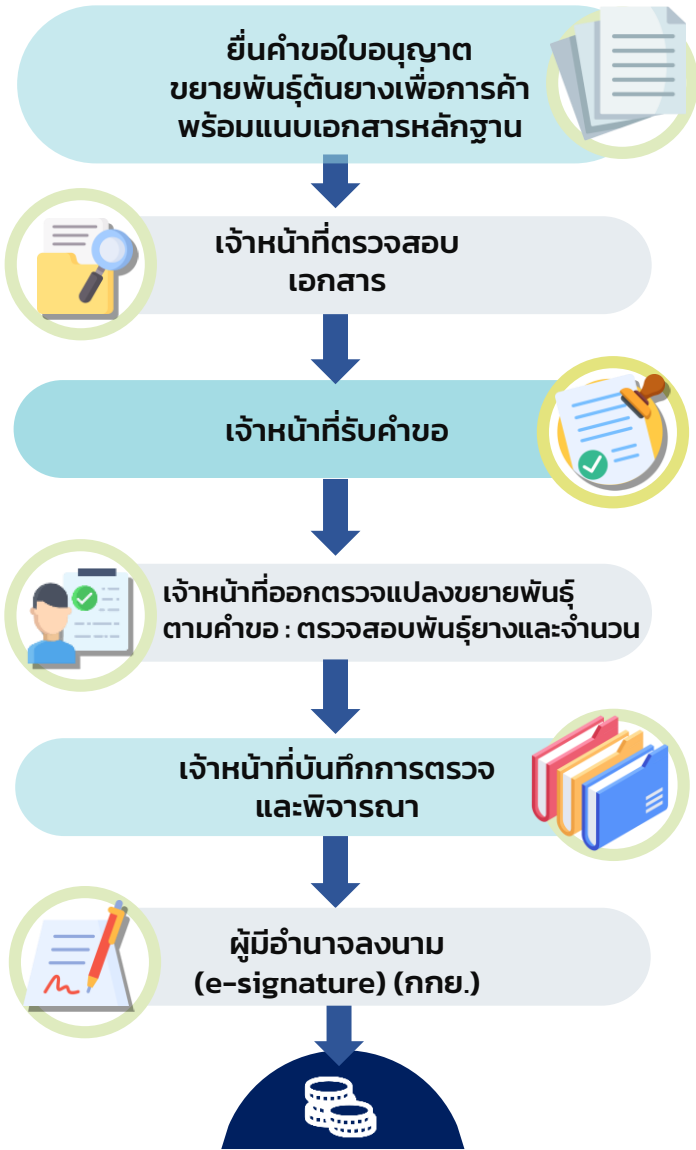 ยื่นคำขอใบอนุญาต
ขยายพันธุ์ต้นยางเพื่อการค้า
พร้อมแนบเอกสารหลักฐาน
เจ้าหน้าที่ตรวจสอบ
เอกสาร
เจ้าหน้าที่รับคำขอ
เจ้าหน้าที่ออกตรวจแปลงขยายพันธุ์
ตามคำขอ : ตรวจสอบพันธุ์ยางและจำนวน
เจ้าหน้าที่บันทึกการตรวจ
และพิจารณา
ผู้มีอำนาจลงนาม
(e-signature) (กกย.)